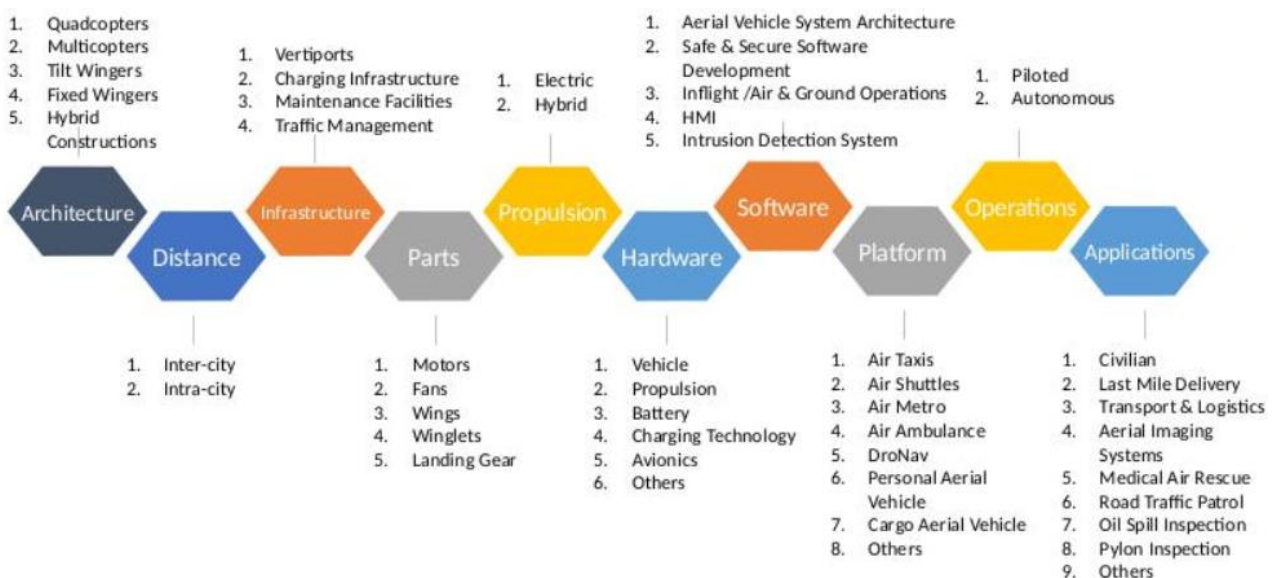 1. Quadcopters
2. Multicopters
3. Tilt Wingers
4. Fixed Wingers
5. Hybrid
Constructions
Architecture
1. Inter-city
2. Intra-city
Distance
1. Vertiports
2. Charging Infrastructure
3. Maintenance Facilities
4. Traffic Management
Infrastructure
1. Motors
2. Fans
3. Wings
4. Winglets
5. Landing Gear
Parts
1. Electric
2. Hybrid
Propulsion
1. Vehicle
2. Propulsion
3. Battery
4. Charging Technology
5. Avionics
6. Others
Hardware
1. Aerial Vehicle System Architecture
2. Safe & Secure Software
Development
3. Inflight /Air & Ground Operations
4. HMI
5. Intrusion Detection System
Software
1. Air Taxis
2. Air Shuttles
3. Air Metro
4. Air Ambulance
5. DroNav
6. Personal Aerial
Vehicle
7. Cargo Aerial Vehicle
8. Others
Platform
1. Piloted
2. Autonomous
Operations
1. Civilian
2. Last Mile Delivery
3. Transport & Logistics
4. Aerial Imaging
Systems
5. Medical Air Rescue
6. Road Traffic Patrol
7. Oil Spill Inspection
8. Pylon Inspection
9. Others
Applications